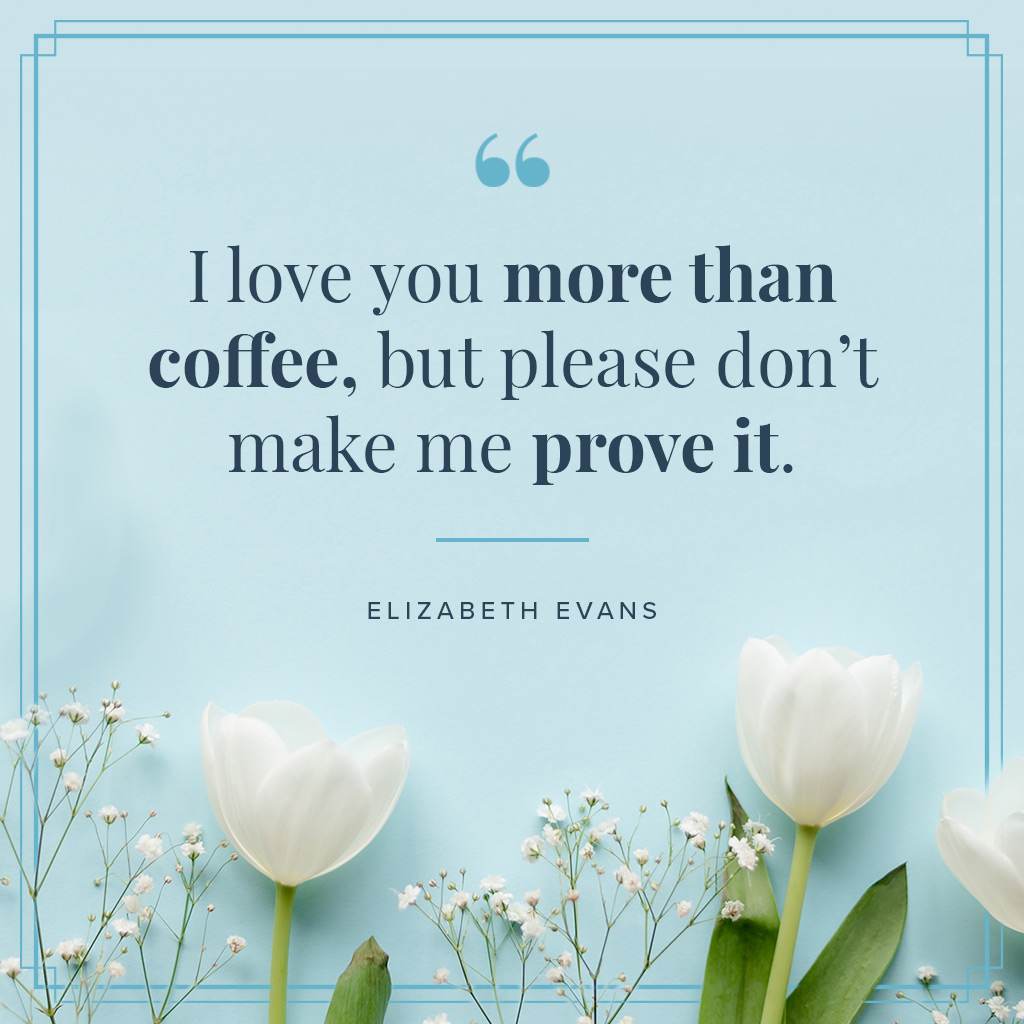 “
I love you more than
coffee, but please don’t
make me prove it.
ELIZABETH EVANS